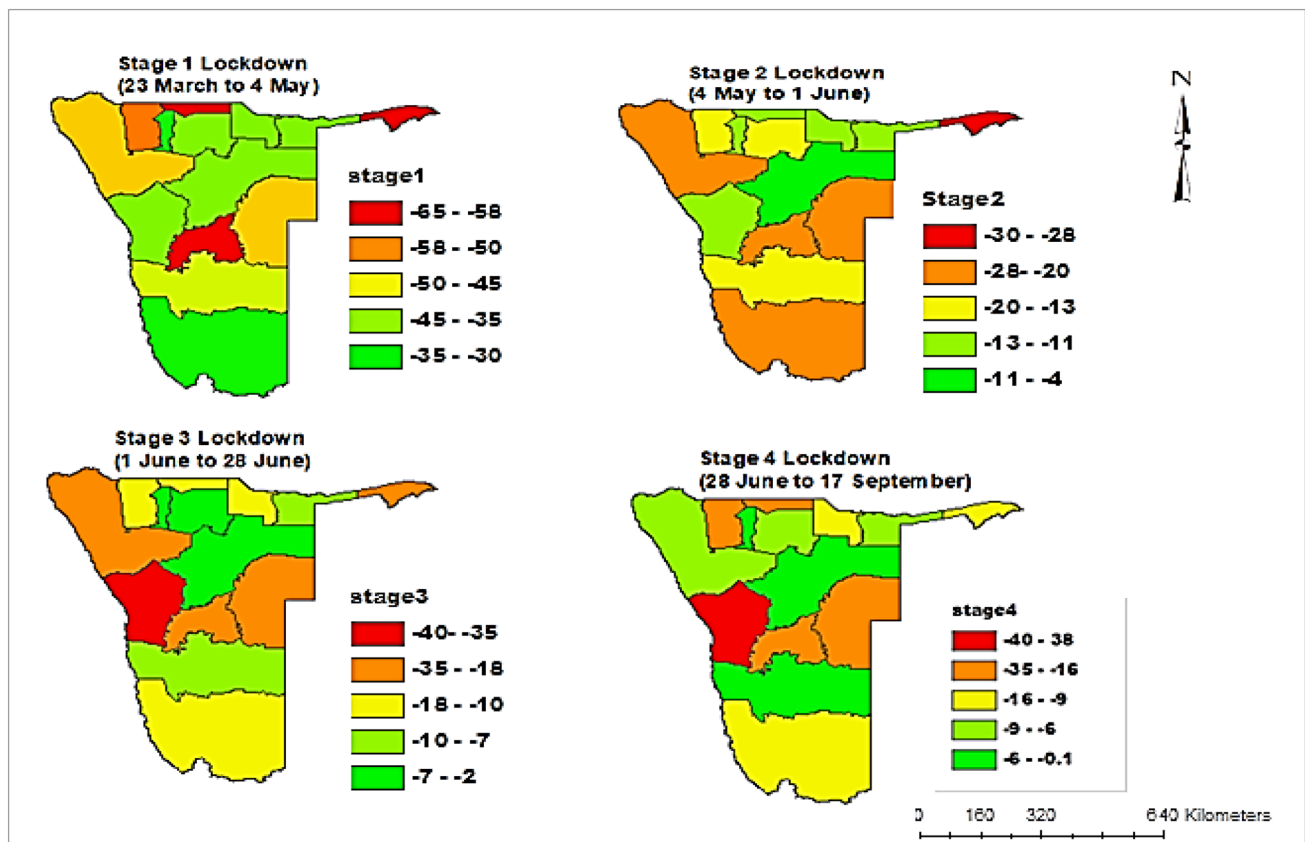 Stage 1 Lockdown
(23 March to 4 May)
stage1
-65 - -58
-58 - -50
-50 - -45
-45 - -35
-35 - -30
Stage 2 Lockdown
(4 May to 1 June)
Stage2
-30 - -28
-28- -20
-20 - -13
-13 - -11
-11 - -4
N
Stage 3 Lockdown
(1 June to 28 June)
stage3
-40- -35
-35 - -18
-18 - -10
-10 - -7
-7 - -2
Stage 4 Lockdown
(28 June to 17 September)
stage4
-40 - 38
-35 - -16
-16 - -9
-9 - -6
-6 - -0.1
0 160 320 640 Kilometers